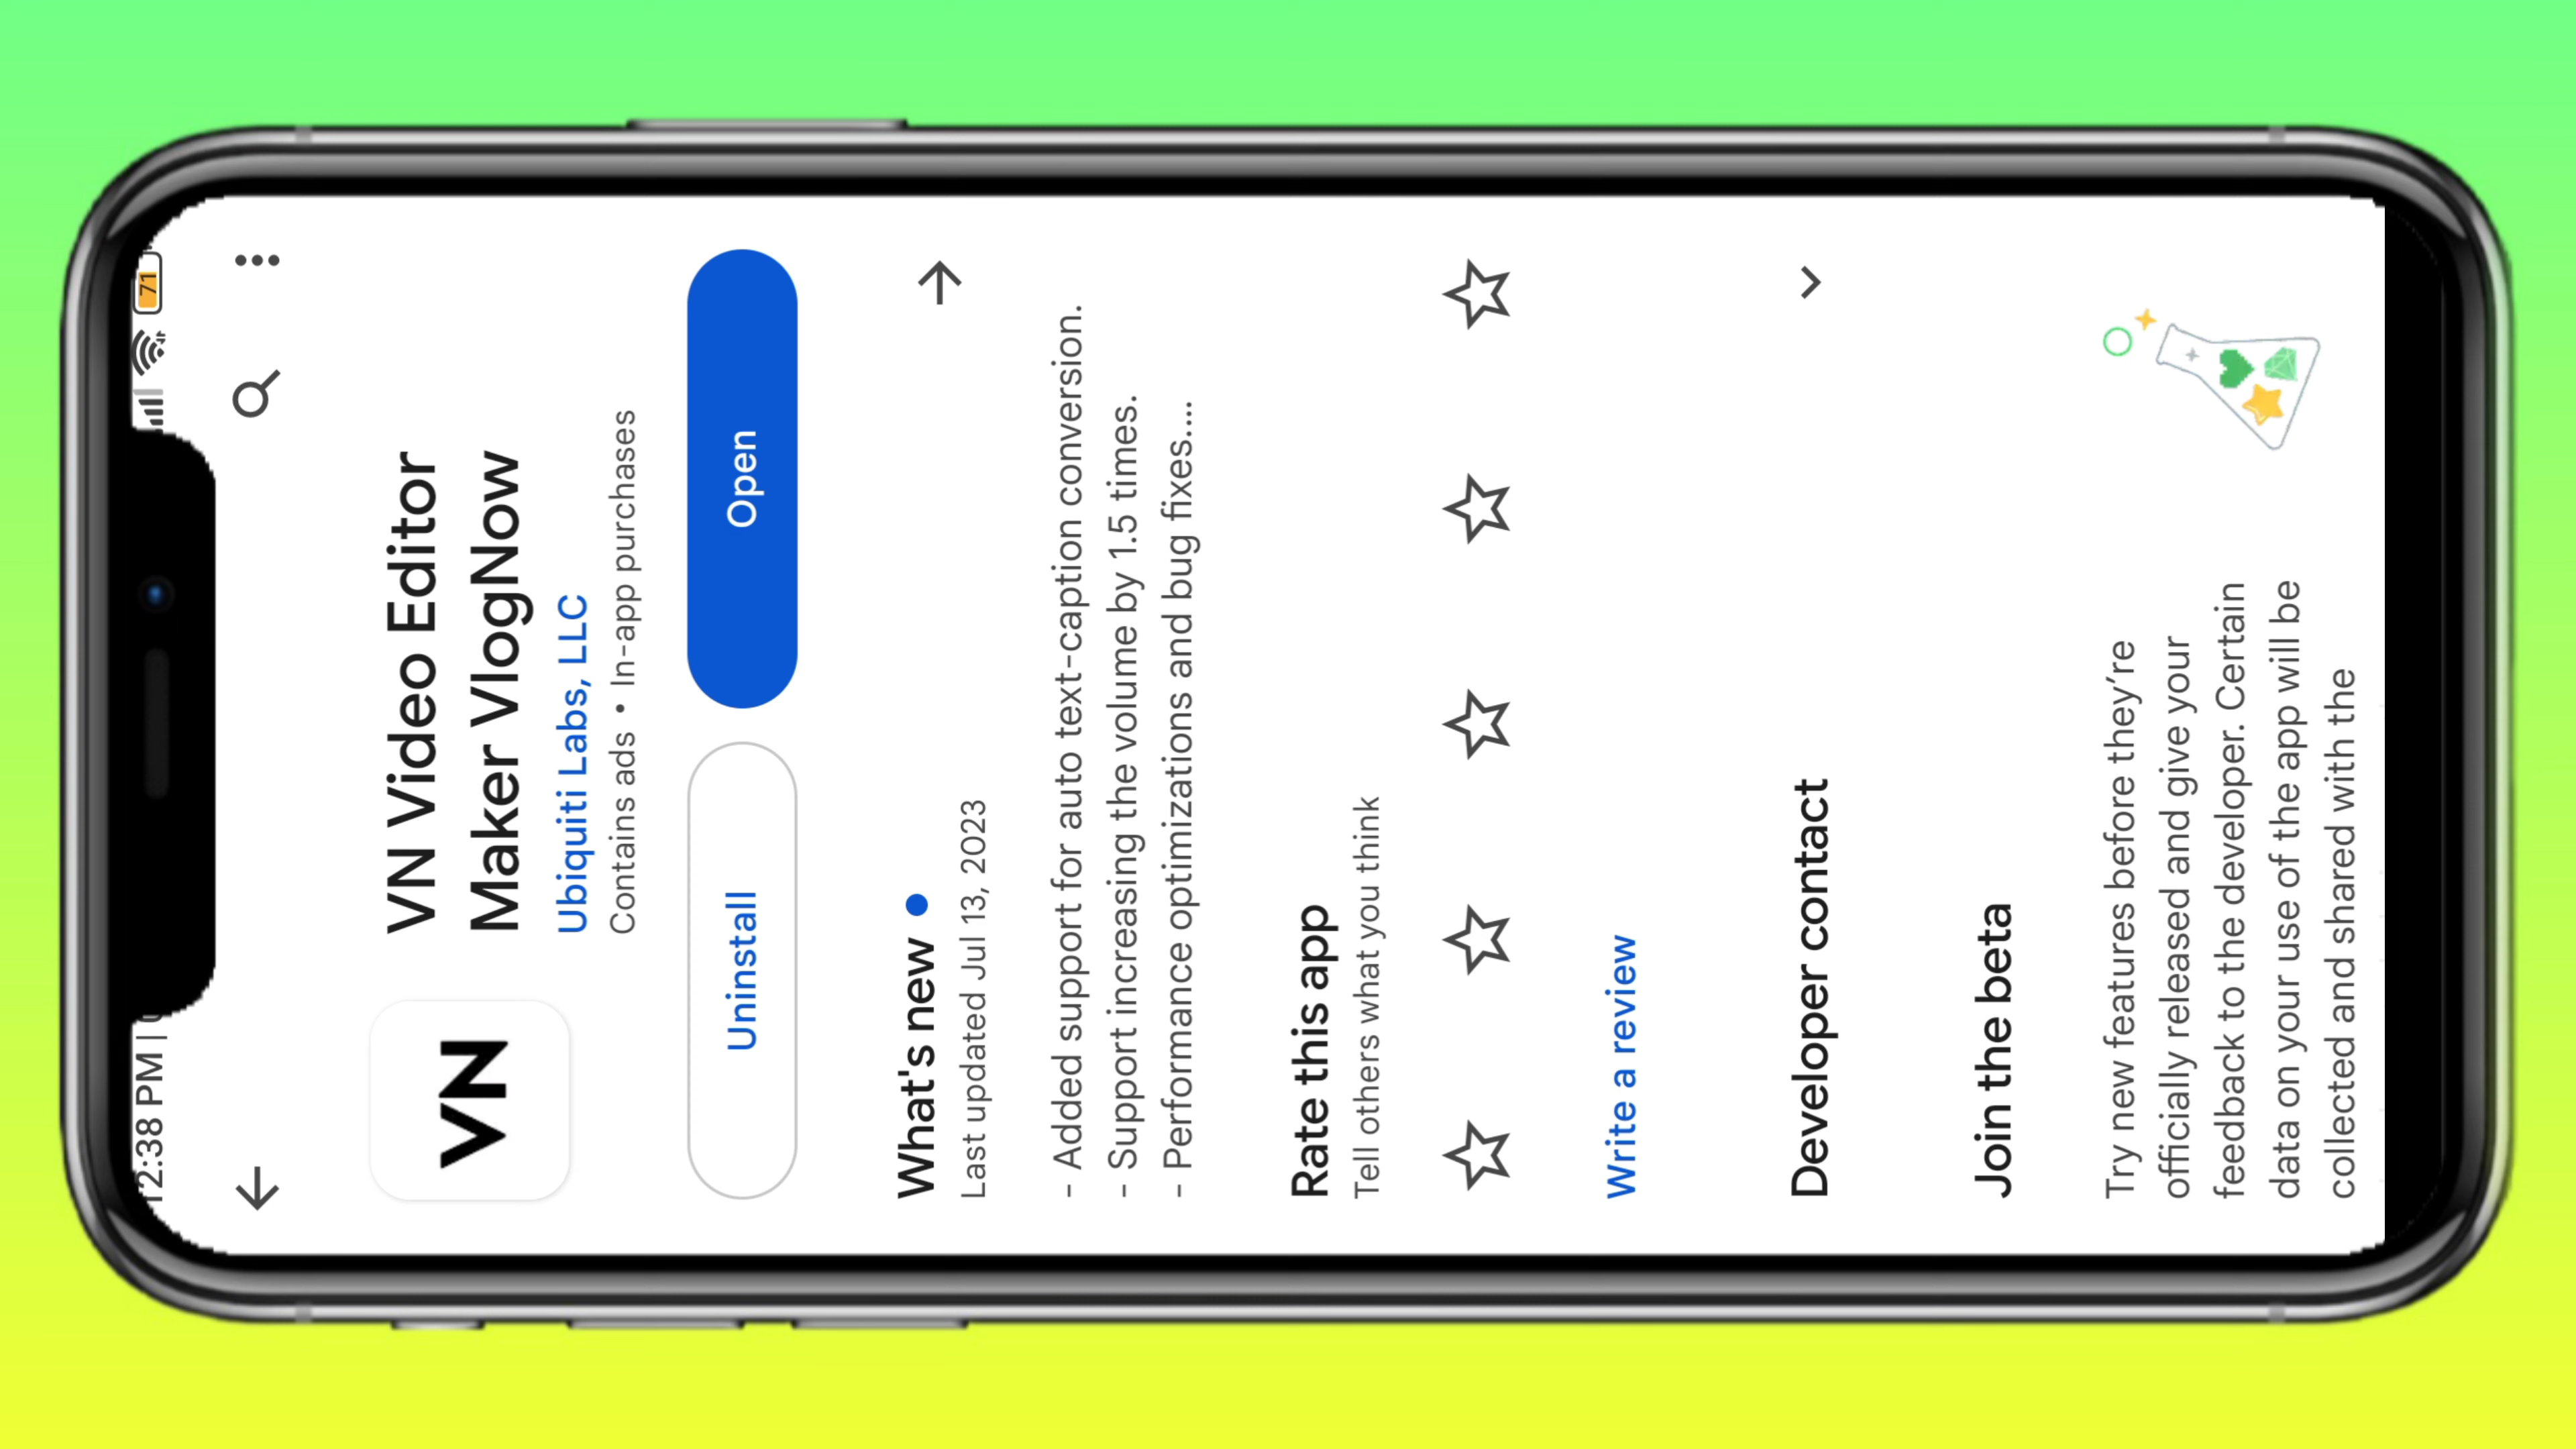 12:38 PM |
71
VN Video Editor
Maker VlogNow
Ubiquiti Labs, LLC
Contains ads • In-app purchases
VN
Uninstall
Open
What's new •
Last updated Jul 13, 2023
- Added support for auto text-caption conversion.
- Support increasing the volume by 1.5 times.
- Performance optimizations and bug fixes....
Rate this app
Tell others what you think
Write a review
Developer contact
Join the beta
Try new features before they’re
officially released and give your
feedback to the developer. Certain
data on your use of the app will be
collected and shared with the